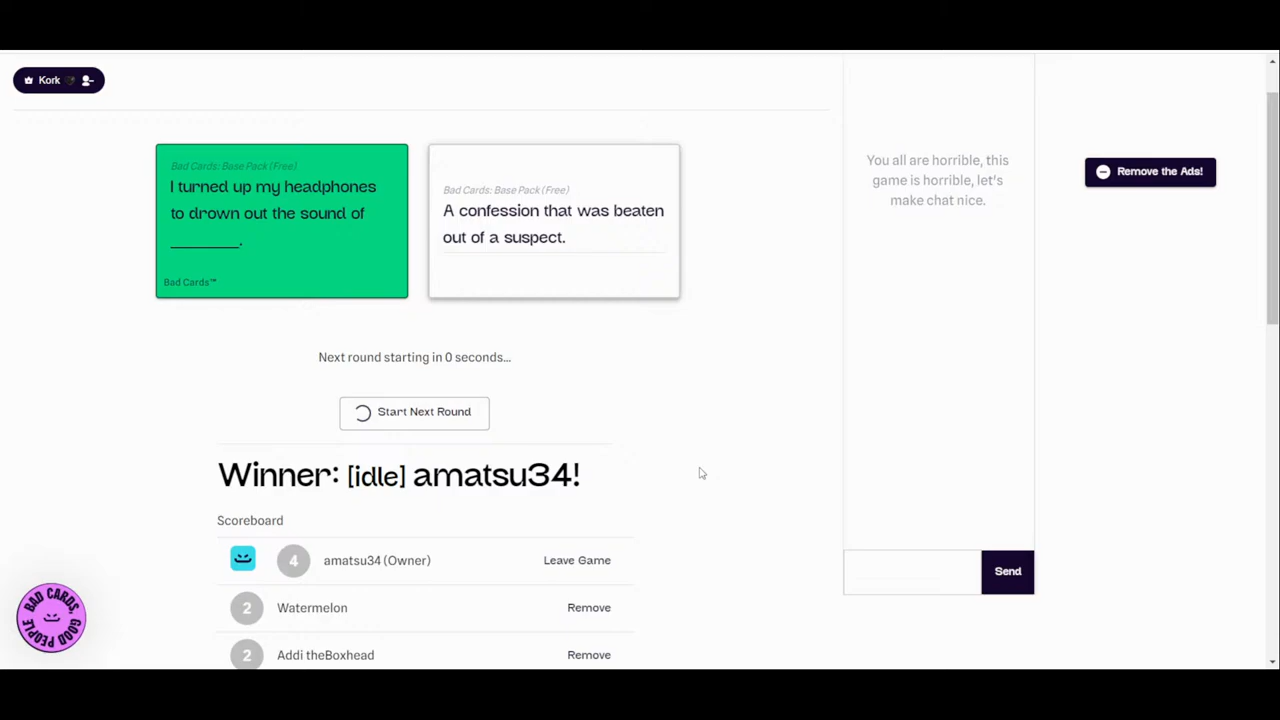 Kork
Bad Cards: Base Pack (Free)
I turned up my headphones
to drown out the sound of
________.
Bad Cards™
Bad Cards: Base Pack (Free)
A confession that was beaten
out of a suspect.
You all are horrible, this
game is horrible, let's
make chat nice.
Remove the Ads!
Next round starting in 0 seconds...
Start Next Round
Winner: [idle] amatsu34!
Scoreboard
4 amatsu34 (Owner) Leave Game
2 Watermelon Remove
2 Addi theBoxhead Remove
Send
BAD CARDS,
GOOD PEOPLE